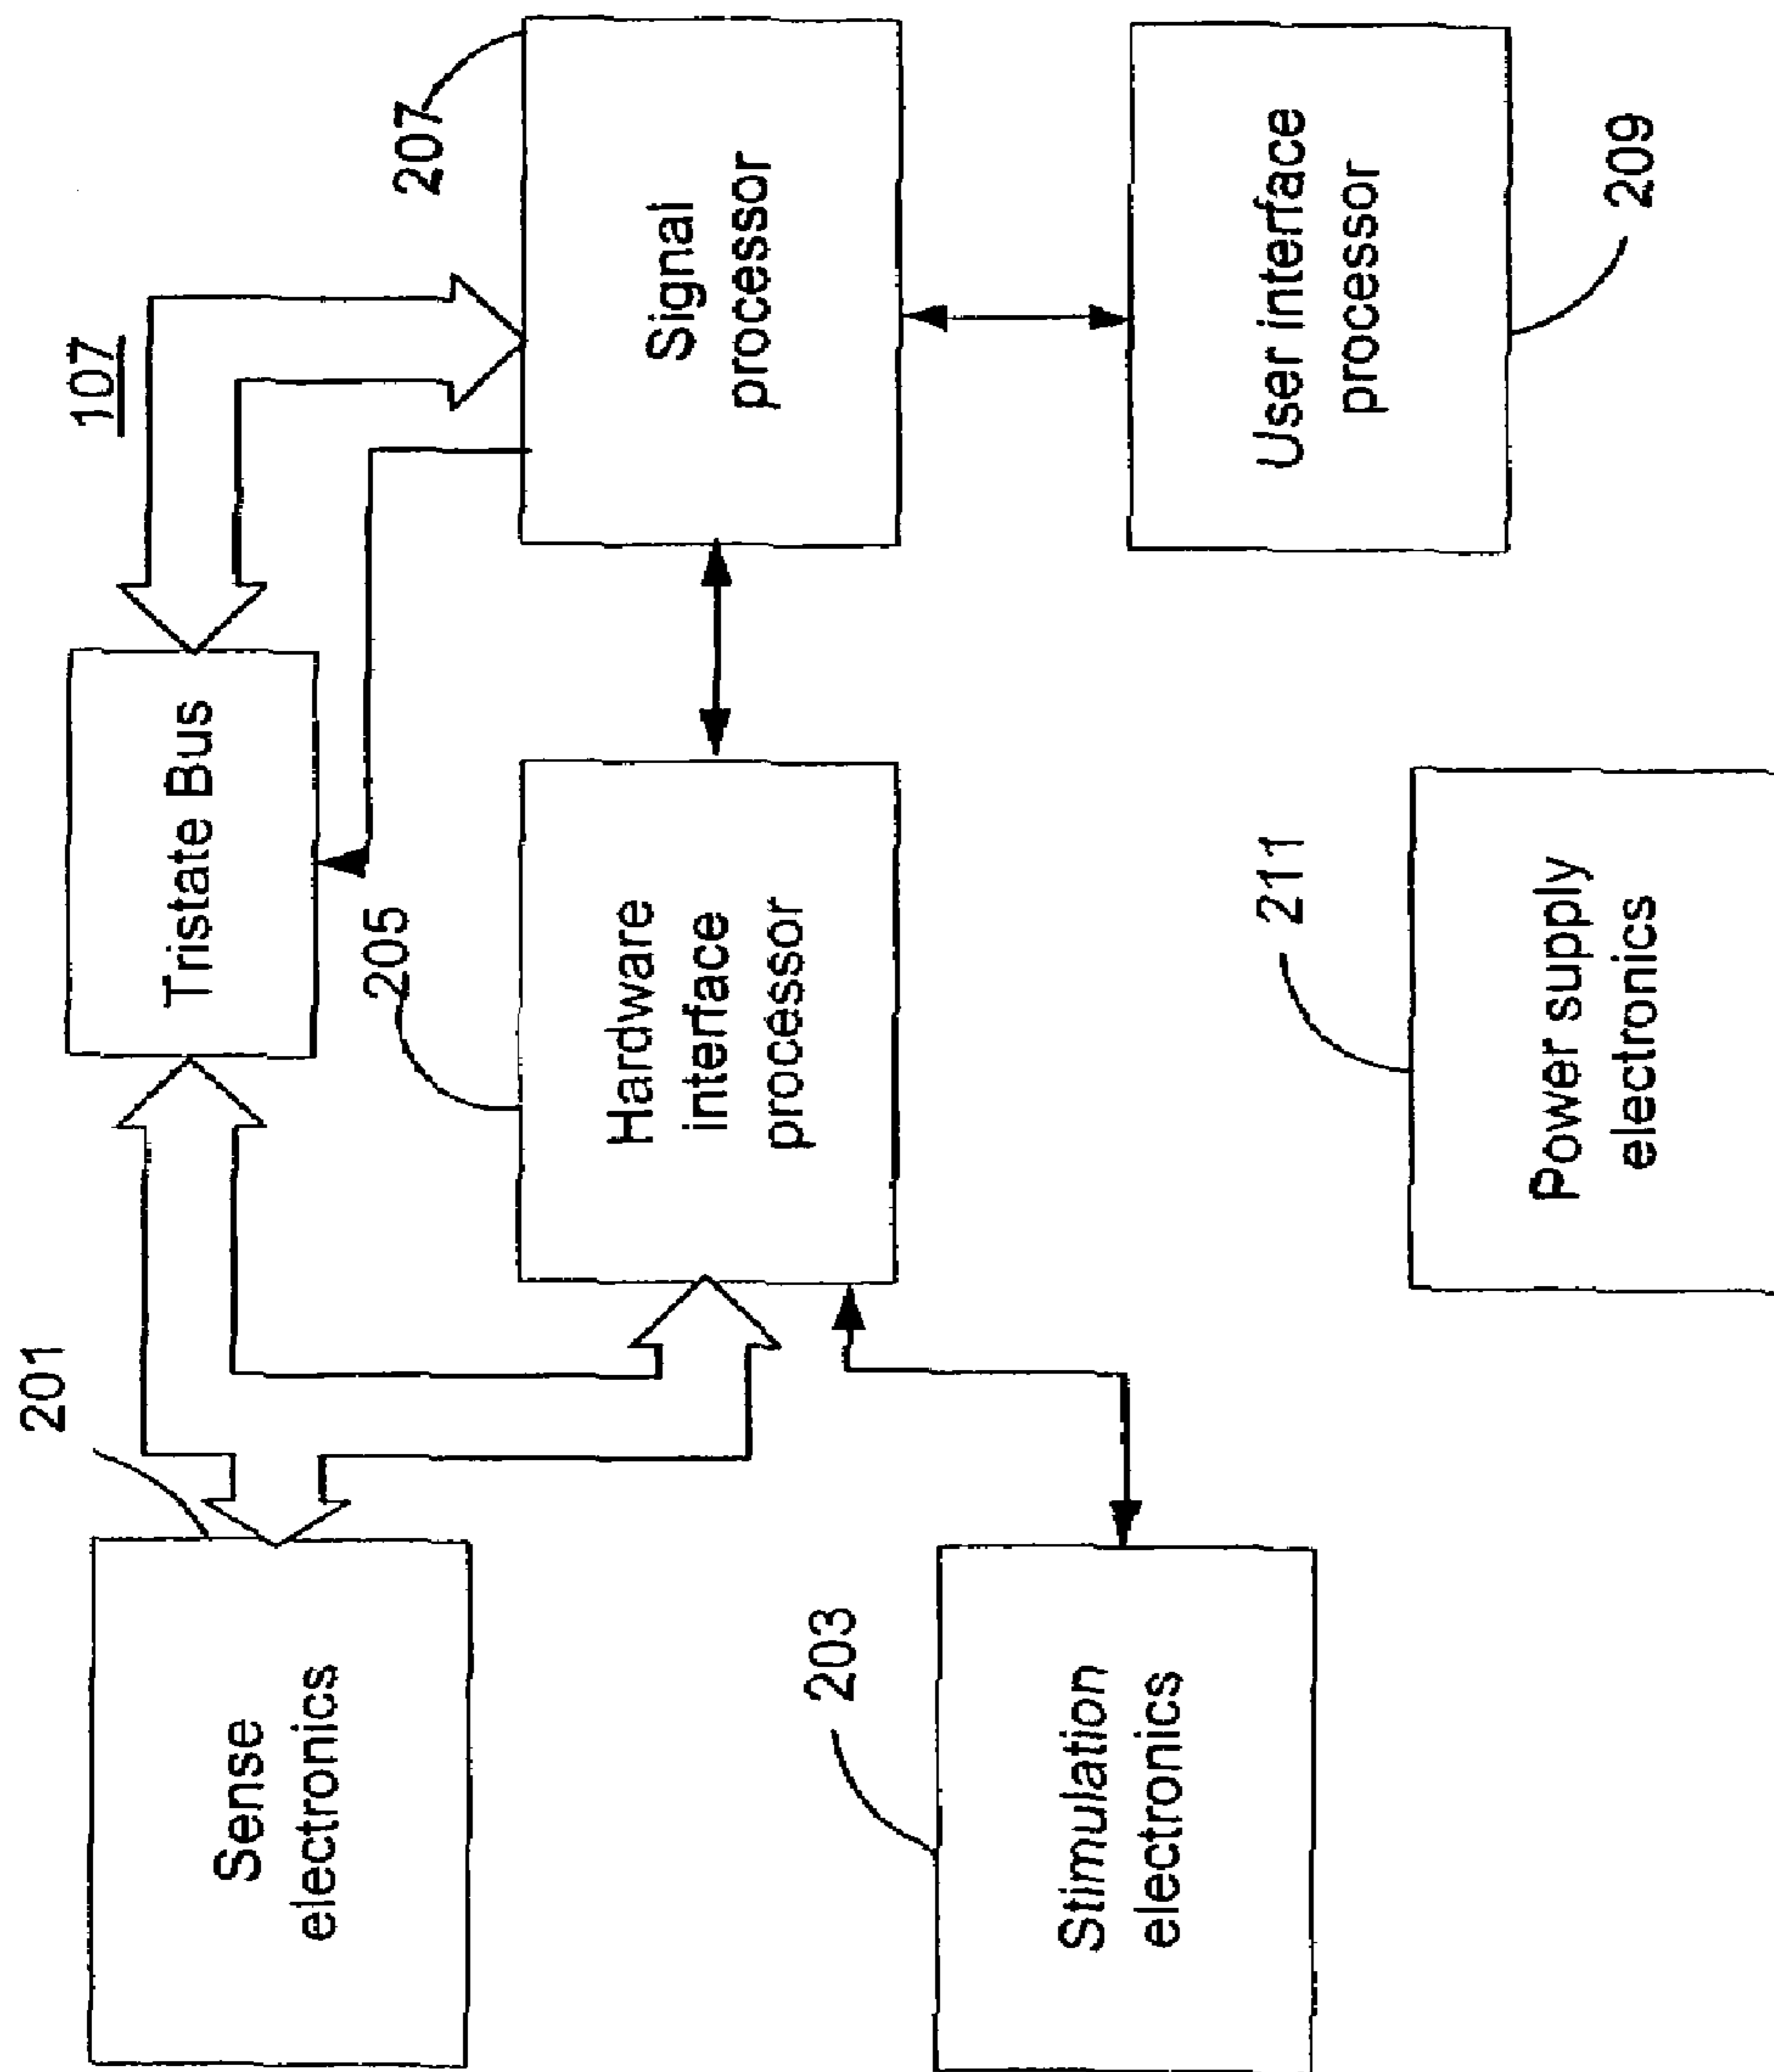 107
201
Sense
electronics
Tristate Bus
207
205
Hardware
interface
processor
Signal
processor
203
Stimulation
electronics
User interface
processor
209
211
Power supply
electronics